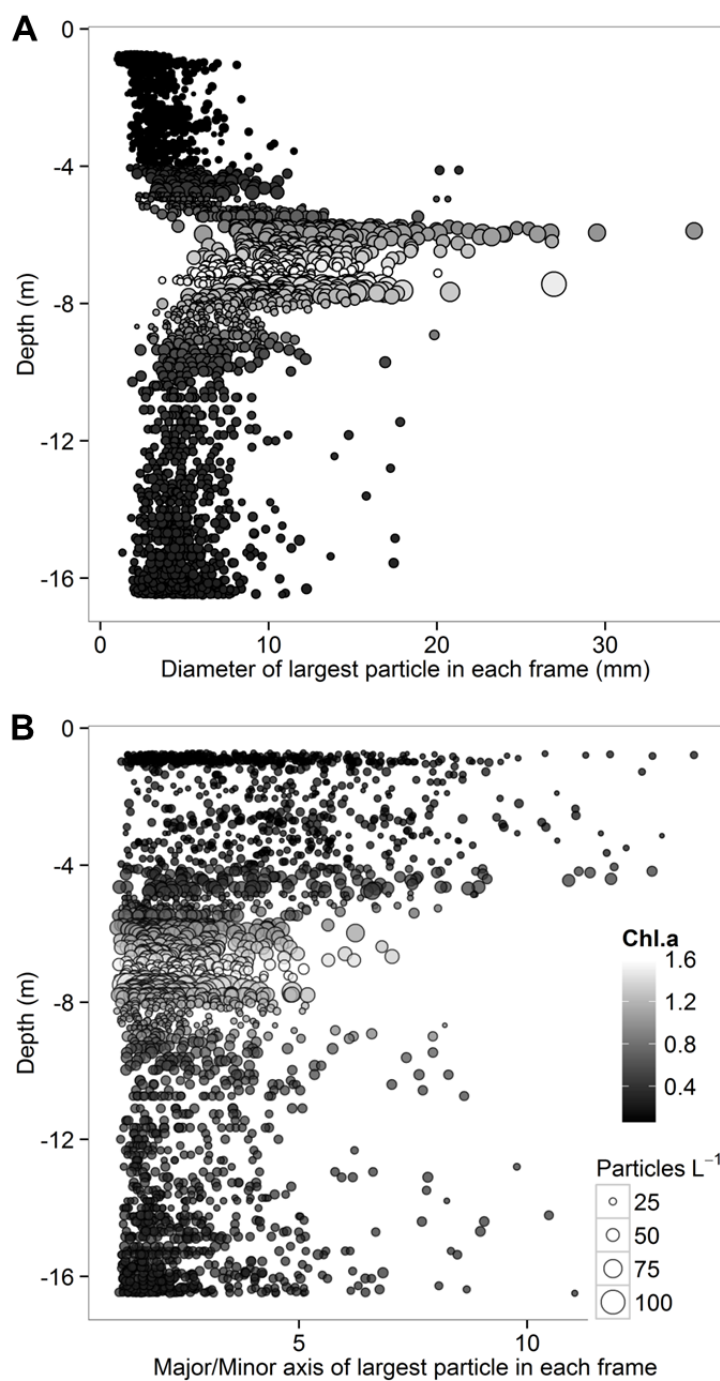 A
0
-4
-8
-12
-16
Depth (m)
0 10 20 30
Diameter of largest particle in each frame (mm)
B
0
-4
-8
-12
-16
Depth (m)
5 10
Major/Minor axis of largest particle in each frame
Chl.a
1.6
1.2
0.8
0.4
Particles L⁻¹
25
50
75
100